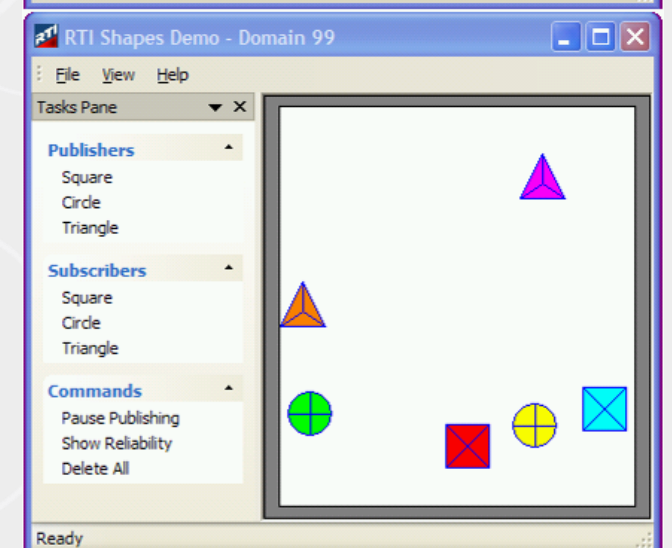 RTI RTI Shapes Demo - Domain 99
File View Help
Tasks Pane
Publishers
Square
Circle
Triangle
Subscribers
Square
Circle
Triangle
Commands
Pause Publishing
Show Reliability
Delete All
Ready